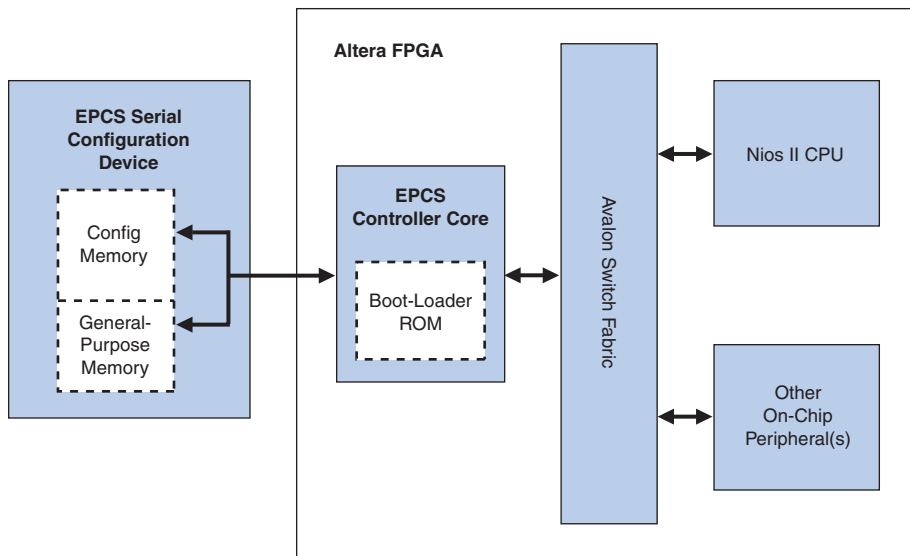 Altera FPGA
EPCS Serial
Configuration
Device
Config
Memory
General-
Purpose
Memory
EPCS
Controller Core
Boot-Loader
ROM
Avalon Switch Fabric
Nios II CPU
Other
On-Chip
Peripheral(s)